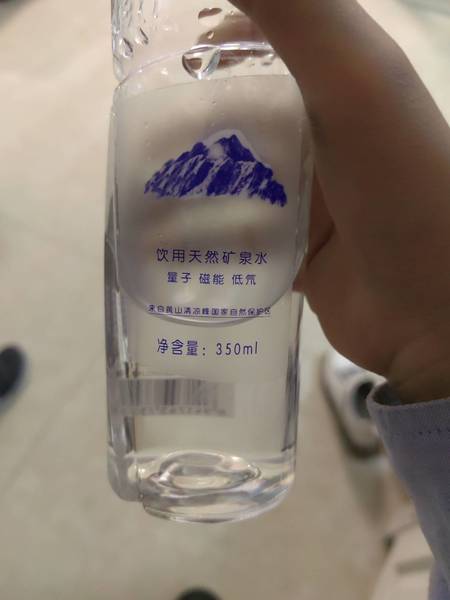 饮用天然矿泉水
量子 磁能 低氘
来自黄山清凉峰国家自然保护区
净含量：350ml